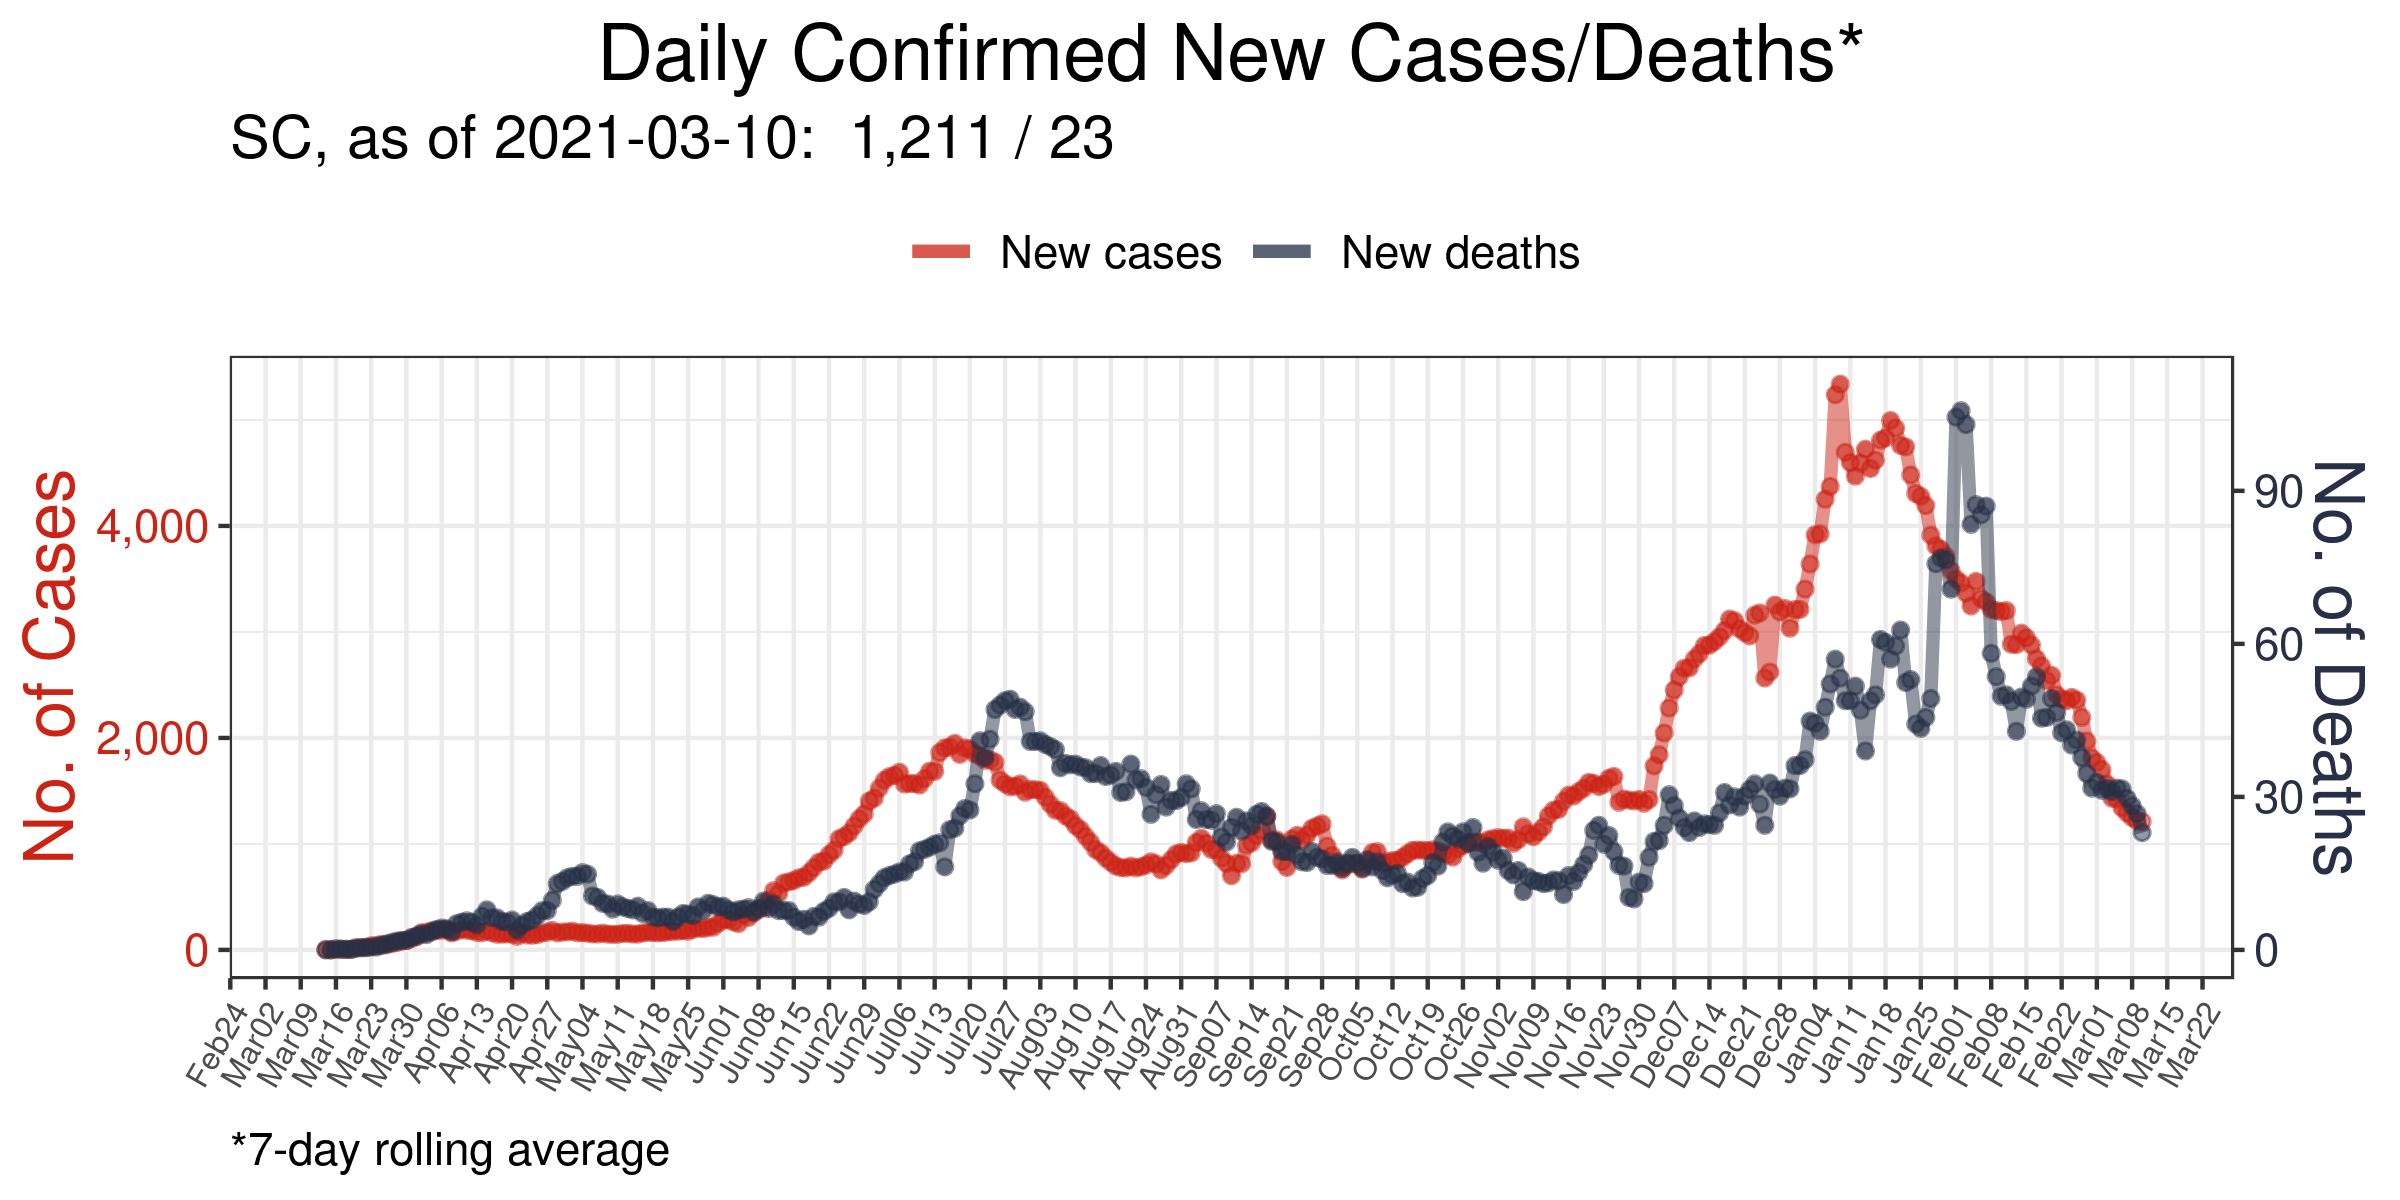 Daily Confirmed New Cases/Deaths*
SC, as of 2021-03-10:  1,211 / 23
New cases
New deaths
No. of Cases
4,000
2,000
0
90
60
30
0
No. of Deaths
Feb24
Mar02
Mar09
Mar16
Mar23
Mar30
Apr06
Apr13
Apr20
Apr27
May04
May11
May18
May25
Jun01
Jun08
Jun15
Jun22
Jun29
Jul06
Jul13
Jul20
Jul27
Aug03
Aug10
Aug17
Aug24
Aug31
Sep07
Sep14
Sep21
Sep28
Oct05
Oct12
Oct19
Oct26
Nov02
Nov09
Nov16
Nov23
Nov30
Dec07
Dec14
Dec21
Dec28
Jan04
Jan11
Jan18
Jan25
Feb01
Feb08
Feb15
Feb22
Mar01
Mar08
Mar15
Mar22
*7-day rolling average